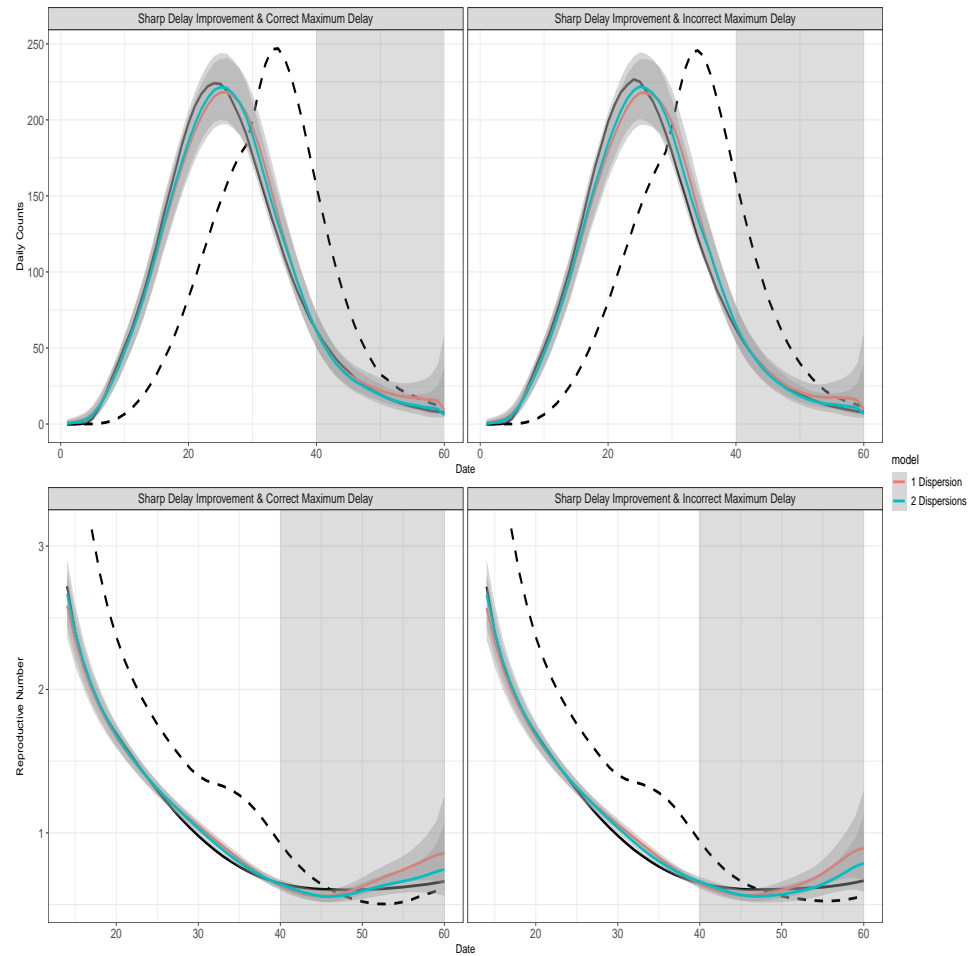 Sharp Delay Improvement & Correct Maximum Delay
Sharp Delay Improvement & Incorrect Maximum Delay
250
200
150
100
50
0
Daily Counts
0 20 40 60
0 20 40 60
Date
model
1 Dispersion
2 Dispersions
Sharp Delay Improvement & Correct Maximum Delay
Sharp Delay Improvement & Incorrect Maximum Delay
3
2
1
Reproductive Number
20 30 40 50 60
20 30 40 50 60
Date